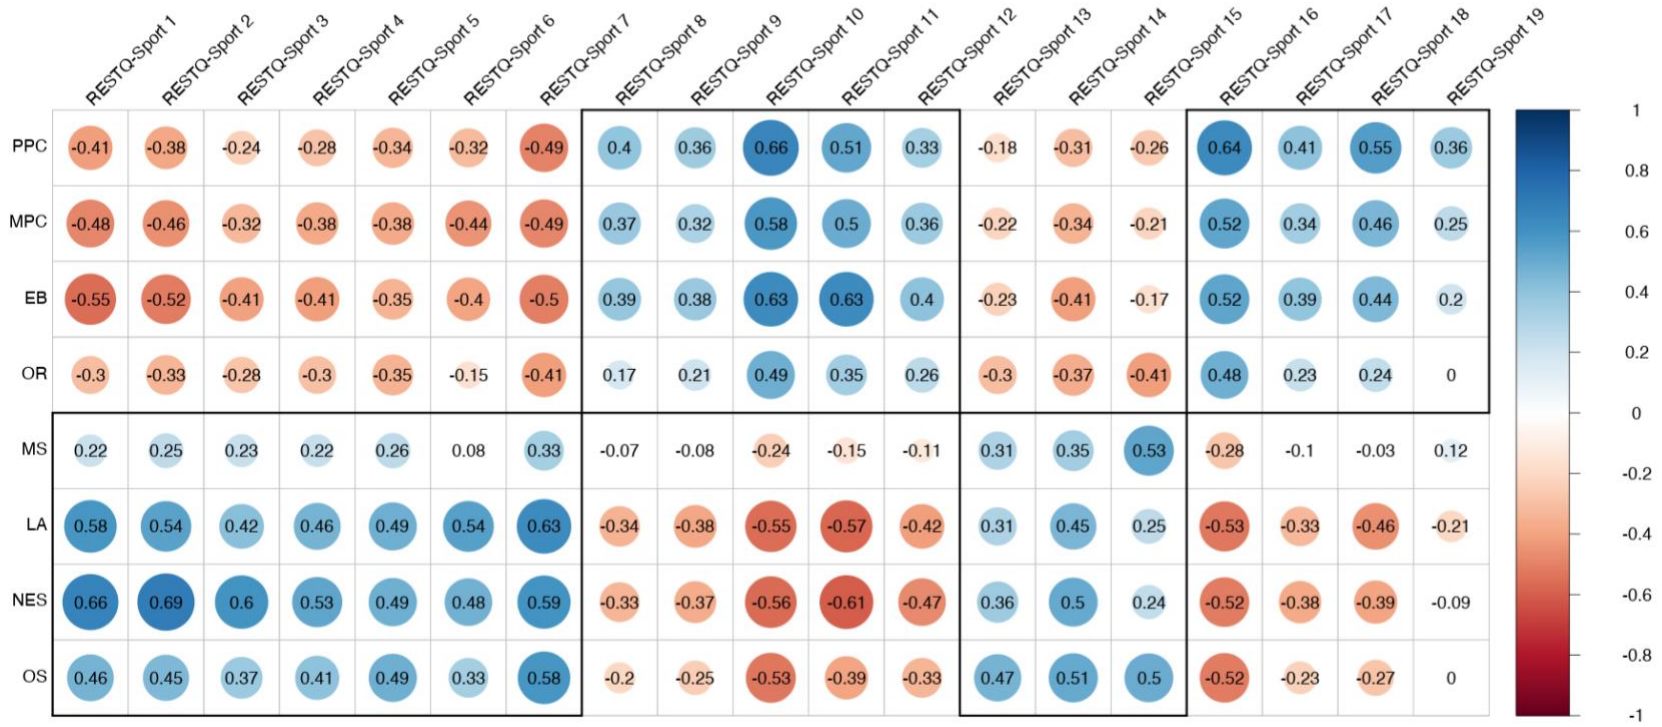 RESTQ-Sport 1 RESTQ-Sport 2 RESTQ-Sport 3 RESTQ-Sport 4 RESTQ-Sport 5 RESTQ-Sport 6 RESTQ-Sport 7 RESTQ-Sport 8 RESTQ-Sport 9 RESTQ-Sport 10 RESTQ-Sport 11 RESTQ-Sport 12 RESTQ-Sport 13 RESTQ-Sport 14 RESTQ-Sport 15 RESTQ-Sport 16 RESTQ-Sport 17 RESTQ-Sport 18 RESTQ-Sport 19
PPC -0.41 -0.38 -0.24 -0.28 -0.34 -0.32 -0.49 0.4 0.36 0.66 0.51 0.33 -0.18 -0.31 -0.26 0.64 0.41 0.55 0.36
MPC -0.48 -0.46 -0.32 -0.38 -0.38 -0.44 -0.49 0.37 0.32 0.58 0.5 0.36 -0.22 -0.34 -0.21 0.52 0.34 0.46 0.25
EB -0.55 -0.52 -0.41 -0.41 -0.35 -0.4 -0.5 0.39 0.38 0.63 0.63 0.4 -0.23 -0.41 -0.17 0.52 0.39 0.44 0.2
OR -0.3 -0.33 -0.28 -0.3 -0.35 -0.15 -0.41 0.17 0.21 0.49 0.35 0.26 -0.3 -0.37 -0.41 0.48 0.23 0.24 0
MS 0.22 0.25 0.23 0.22 0.26 0.08 0.33 -0.07 -0.08 -0.24 -0.15 -0.11 0.31 0.35 0.53 -0.28 -0.1 -0.03 0.12
LA 0.58 0.54 0.42 0.46 0.49 0.54 0.63 -0.34 -0.38 -0.55 -0.57 -0.42 0.31 0.45 0.25 -0.53 -0.33 -0.46 -0.21
NES 0.66 0.69 0.6 0.53 0.49 0.48 0.59 -0.33 -0.37 -0.56 -0.61 -0.47 0.36 0.5 0.24 -0.52 -0.38 -0.39 -0.09
OS 0.46 0.45 0.37 0.41 0.49 0.33 0.58 -0.2 -0.25 -0.53 -0.39 -0.33 0.47 0.51 0.5 -0.52 -0.23 -0.27 0
1
0.8
0.6
0.4
0.2
0
-0.2
-0.4
-0.6
-0.8
-1